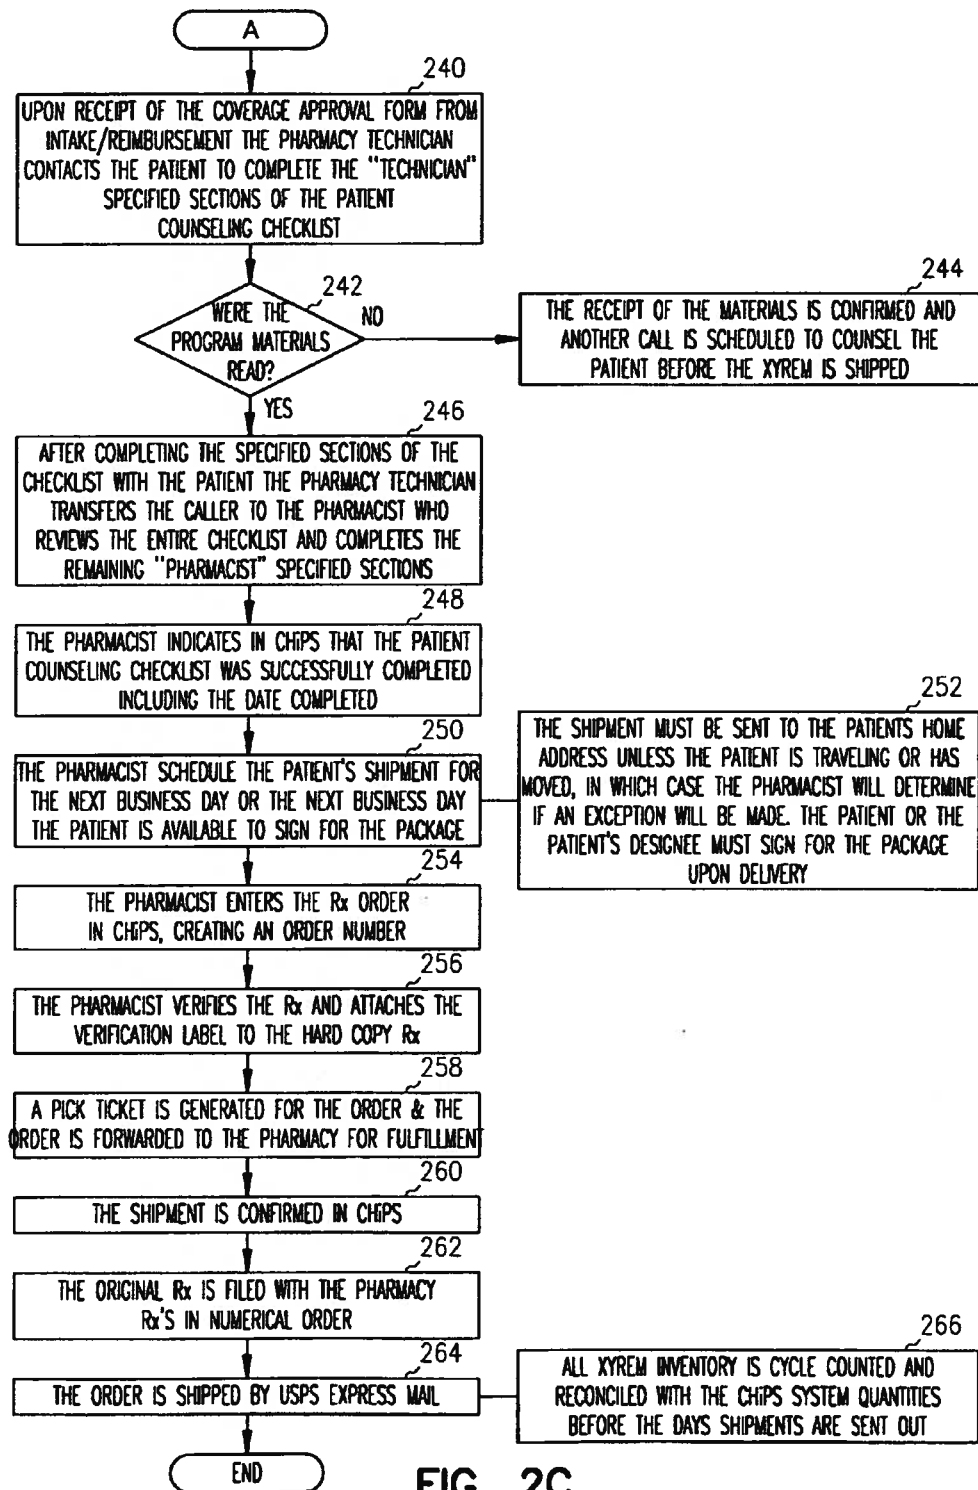 A
240
UPON RECEIPT OF THE COVERAGE APPROVAL FORM FROM
INTAKE/REIMBURSEMENT THE PHARMACY TECHNICIAN
CONTACTS THE PATIENT TO COMPLETE THE "TECHNICIAN"
SPECIFIED SECTIONS OF THE PATIENT
COUNSELING CHECKLIST
242
WERE THE
PROGRAM MATERIALS
READ?
NO
244
THE RECEIPT OF THE MATERIALS IS CONFIRMED AND
ANOTHER CALL IS SCHEDULED TO COUNSEL THE
PATIENT BEFORE THE XYREM IS SHIPPED
YES
246
AFTER COMPLETING THE SPECIFIED SECTIONS OF THE
CHECKLIST WITH THE PATIENT THE PHARMACY TECHNICIAN
TRANSFERS THE CALLER TO THE PHARMACIST WHO
REVIEWS THE ENTIRE CHECKLIST AND COMPLETES THE
REMAINING "PHARMACIST" SPECIFIED SECTIONS
248
THE PHARMACIST INDICATES IN CHiPS THAT THE PATIENT
COUNSELING CHECKLIST WAS SUCCESSFULLY COMPLETED
INCLUDING THE DATE COMPLETED
250
THE PHARMACIST SCHEDULE THE PATIENT'S SHIPMENT FOR
THE NEXT BUSINESS DAY OR THE NEXT BUSINESS DAY
THE PATIENT IS AVAILABLE TO SIGN FOR THE PACKAGE
252
THE SHIPMENT MUST BE SENT TO THE PATIENTS HOME
ADDRESS UNLESS THE PATIENT IS TRAVELING OR HAS
MOVED, IN WHICH CASE THE PHARMACIST WILL DETERMINE
IF AN EXCEPTION WILL BE MADE. THE PATIENT OR THE
PATIENT'S DESIGNEE MUST SIGN FOR THE PACKAGE
UPON DELIVERY
254
THE PHARMACIST ENTERS THE Rx ORDER
IN CHiPS, CREATING AN ORDER NUMBER
256
THE PHARMACIST VERIFIES THE Rx AND ATTACHES THE
VERIFICATION LABEL TO THE HARD COPY Rx
258
A PICK TICKET IS GENERATED FOR THE ORDER & THE
ORDER IS FORWARDED TO THE PHARMACY FOR FULFILLMENT
260
THE SHIPMENT IS CONFIRMED IN CHiPS
262
THE ORIGINAL Rx IS FILED WITH THE PHARMACY
Rx'S IN NUMERICAL ORDER
264
THE ORDER IS SHIPPED BY USPS EXPRESS MAIL
266
ALL XYREM INVENTORY IS CYCLE COUNTED AND
RECONCILED WITH THE CHiPS SYSTEM QUANTITIES
BEFORE THE DAYS SHIPMENTS ARE SENT OUT
END
FIG. 2C